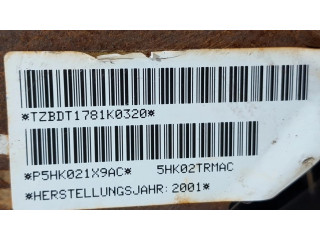 *TZBDT1781K0320*
*P5HK021X9AC* 5HK02TRMAC
*HERSTELLUNGSJAHR:2001*